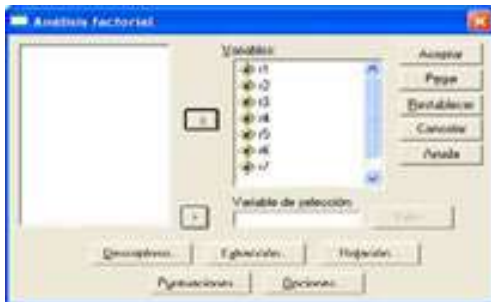 Análisis factorial
Variables:
r1
r2
r3
r4
r5
r6
r7
Aceptar
Pegar
Restablecer
Cancelar
Ayuda
Variable de selección:
Descriptivos...
Extracción...
Rotación...
Puntuaciones...
Opciones...